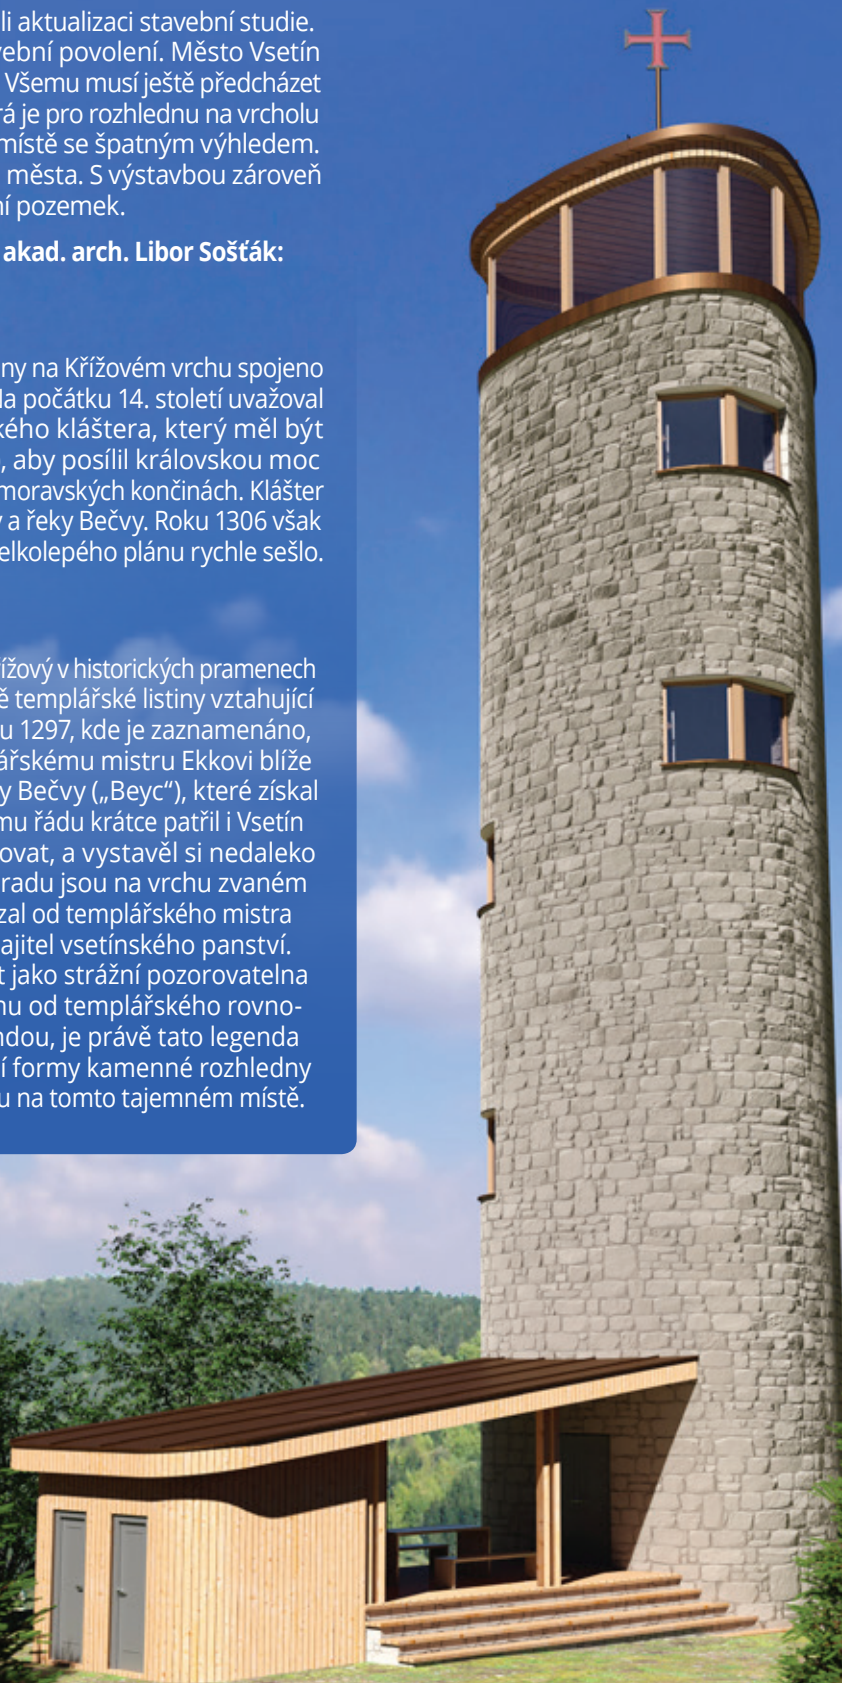 li aktualizaci stavební studie.
ební povolení. Město Vsetín
Všemu musí ještě předcházet
rá je pro rozhlednu na vrcholu
místě se špatným výhledem.
města. S výstavbou zároveň
ní pozemek.
akad. arch. Libor Sošťák:
ny na Křížovém vrchu spojeno
la počátku 14. století uvažoval
kého kláštera, který měl být
, aby posílil královskou moc
moravských končinách. Klášter
y a řeky Bečvy. Roku 1306 však
elkolepého plánu rychle sešlo.
ížový v historických pramenech
ě templářské listiny vztahující
u 1297, kde je zaznamenáno,
ářskému mistru Ekkovi blíže
y Bečvy („Beyc“), které získal
mu řádu krátce patřil i Vsetín
ovat, a vystavěl si nedaleko
radu jsou na vrchu zvaném
zal od templářského mistra
ajitel vsetínského panství.
t jako strážní pozorovatelna
nu od templářského rovno-
ndou, je právě tato legenda
í formy kamenné rozhledny
u na tomto tajemném místě.